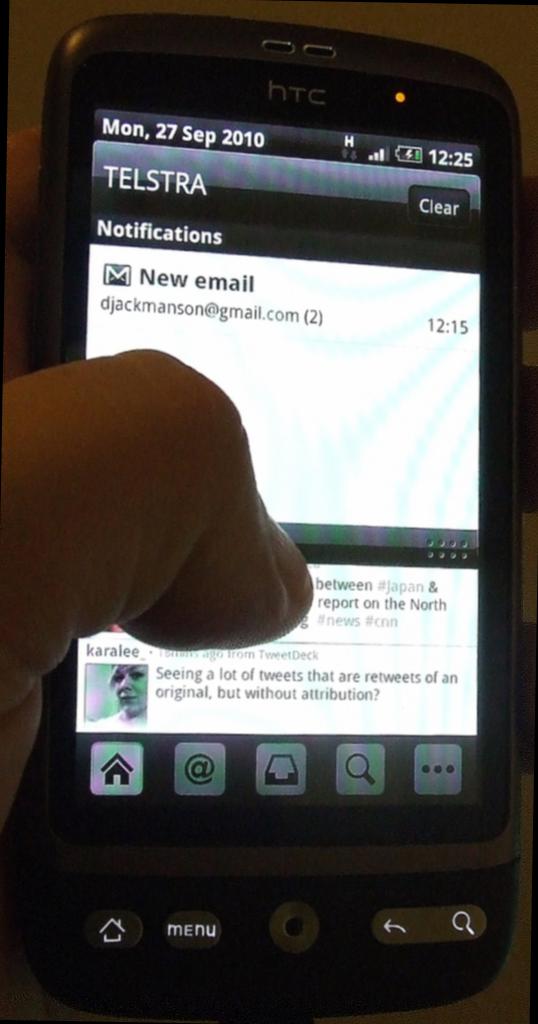 hTC
Mon, 27 Sep 2010
H
12:25
TELSTRA
Clear
Notifications
New email
djackmanson@gmail.com (2)
12:15
between #Japan &
report on the North
#news #cnn
karalee_ • 18mins ago from TweetDeck
Seeing a lot of tweets that are retweets of an
original, but without attribution?
@
MENU